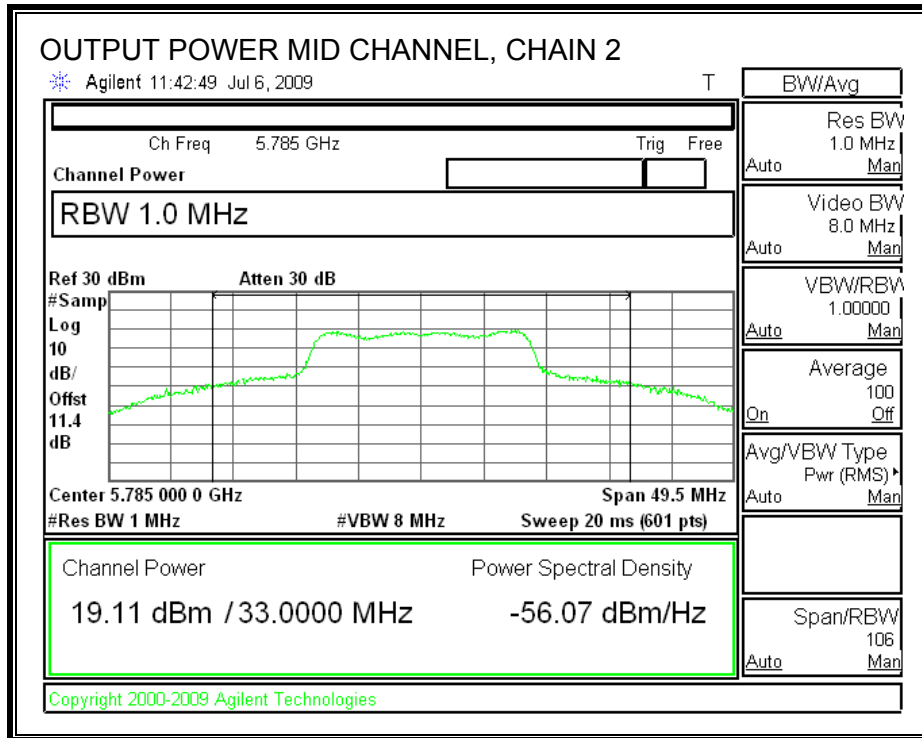 OUTPUT POWER MID CHANNEL, CHAIN 2
Agilent 11:42:49 Jul 6, 2009 T
Ch Freq 5.785 GHz Trig Free
Channel Power
RBW 1.0 MHz
Ref 30 dBm Atten 30 dB
#Samp
Log
10
dB/
Offst
11.4
dB
Center 5.785 000 0 GHz Span 49.5 MHz
#Res BW 1 MHz #VBW 8 MHz Sweep 20 ms (601 pts)
Channel Power Power Spectral Density
19.11 dBm / 33.0000 MHz -56.07 dBm/Hz
Copyright 2000-2009 Agilent Technologies
BW/Avg
Res BW
1.0 MHz
Auto Man
Video BW
8.0 MHz
Auto Man
VBW/RBW
1.00000
Auto Man
Average
100
On Off
Avg/VBW Type
Pwr (RMS)
Auto Man
Span/RBW
106
Auto Man